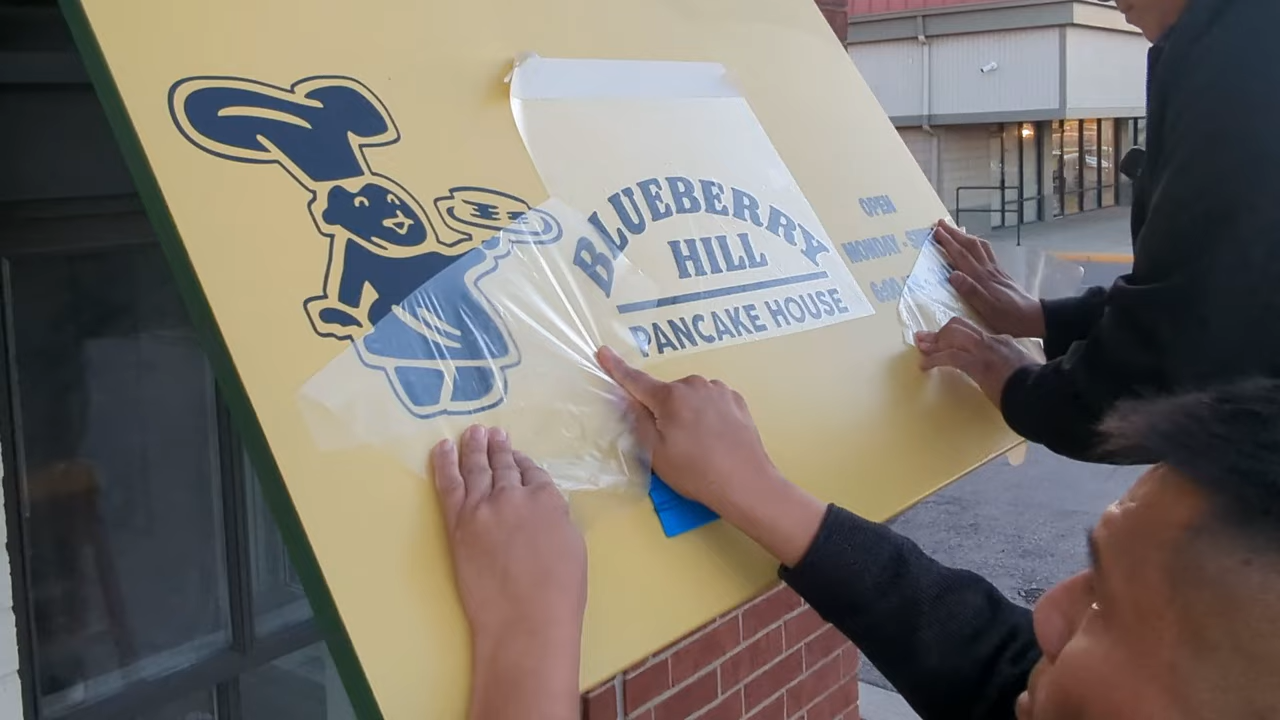 BLUEBERRY
HILL
PANCAKE HOUSE
OPEN
MONDAY -